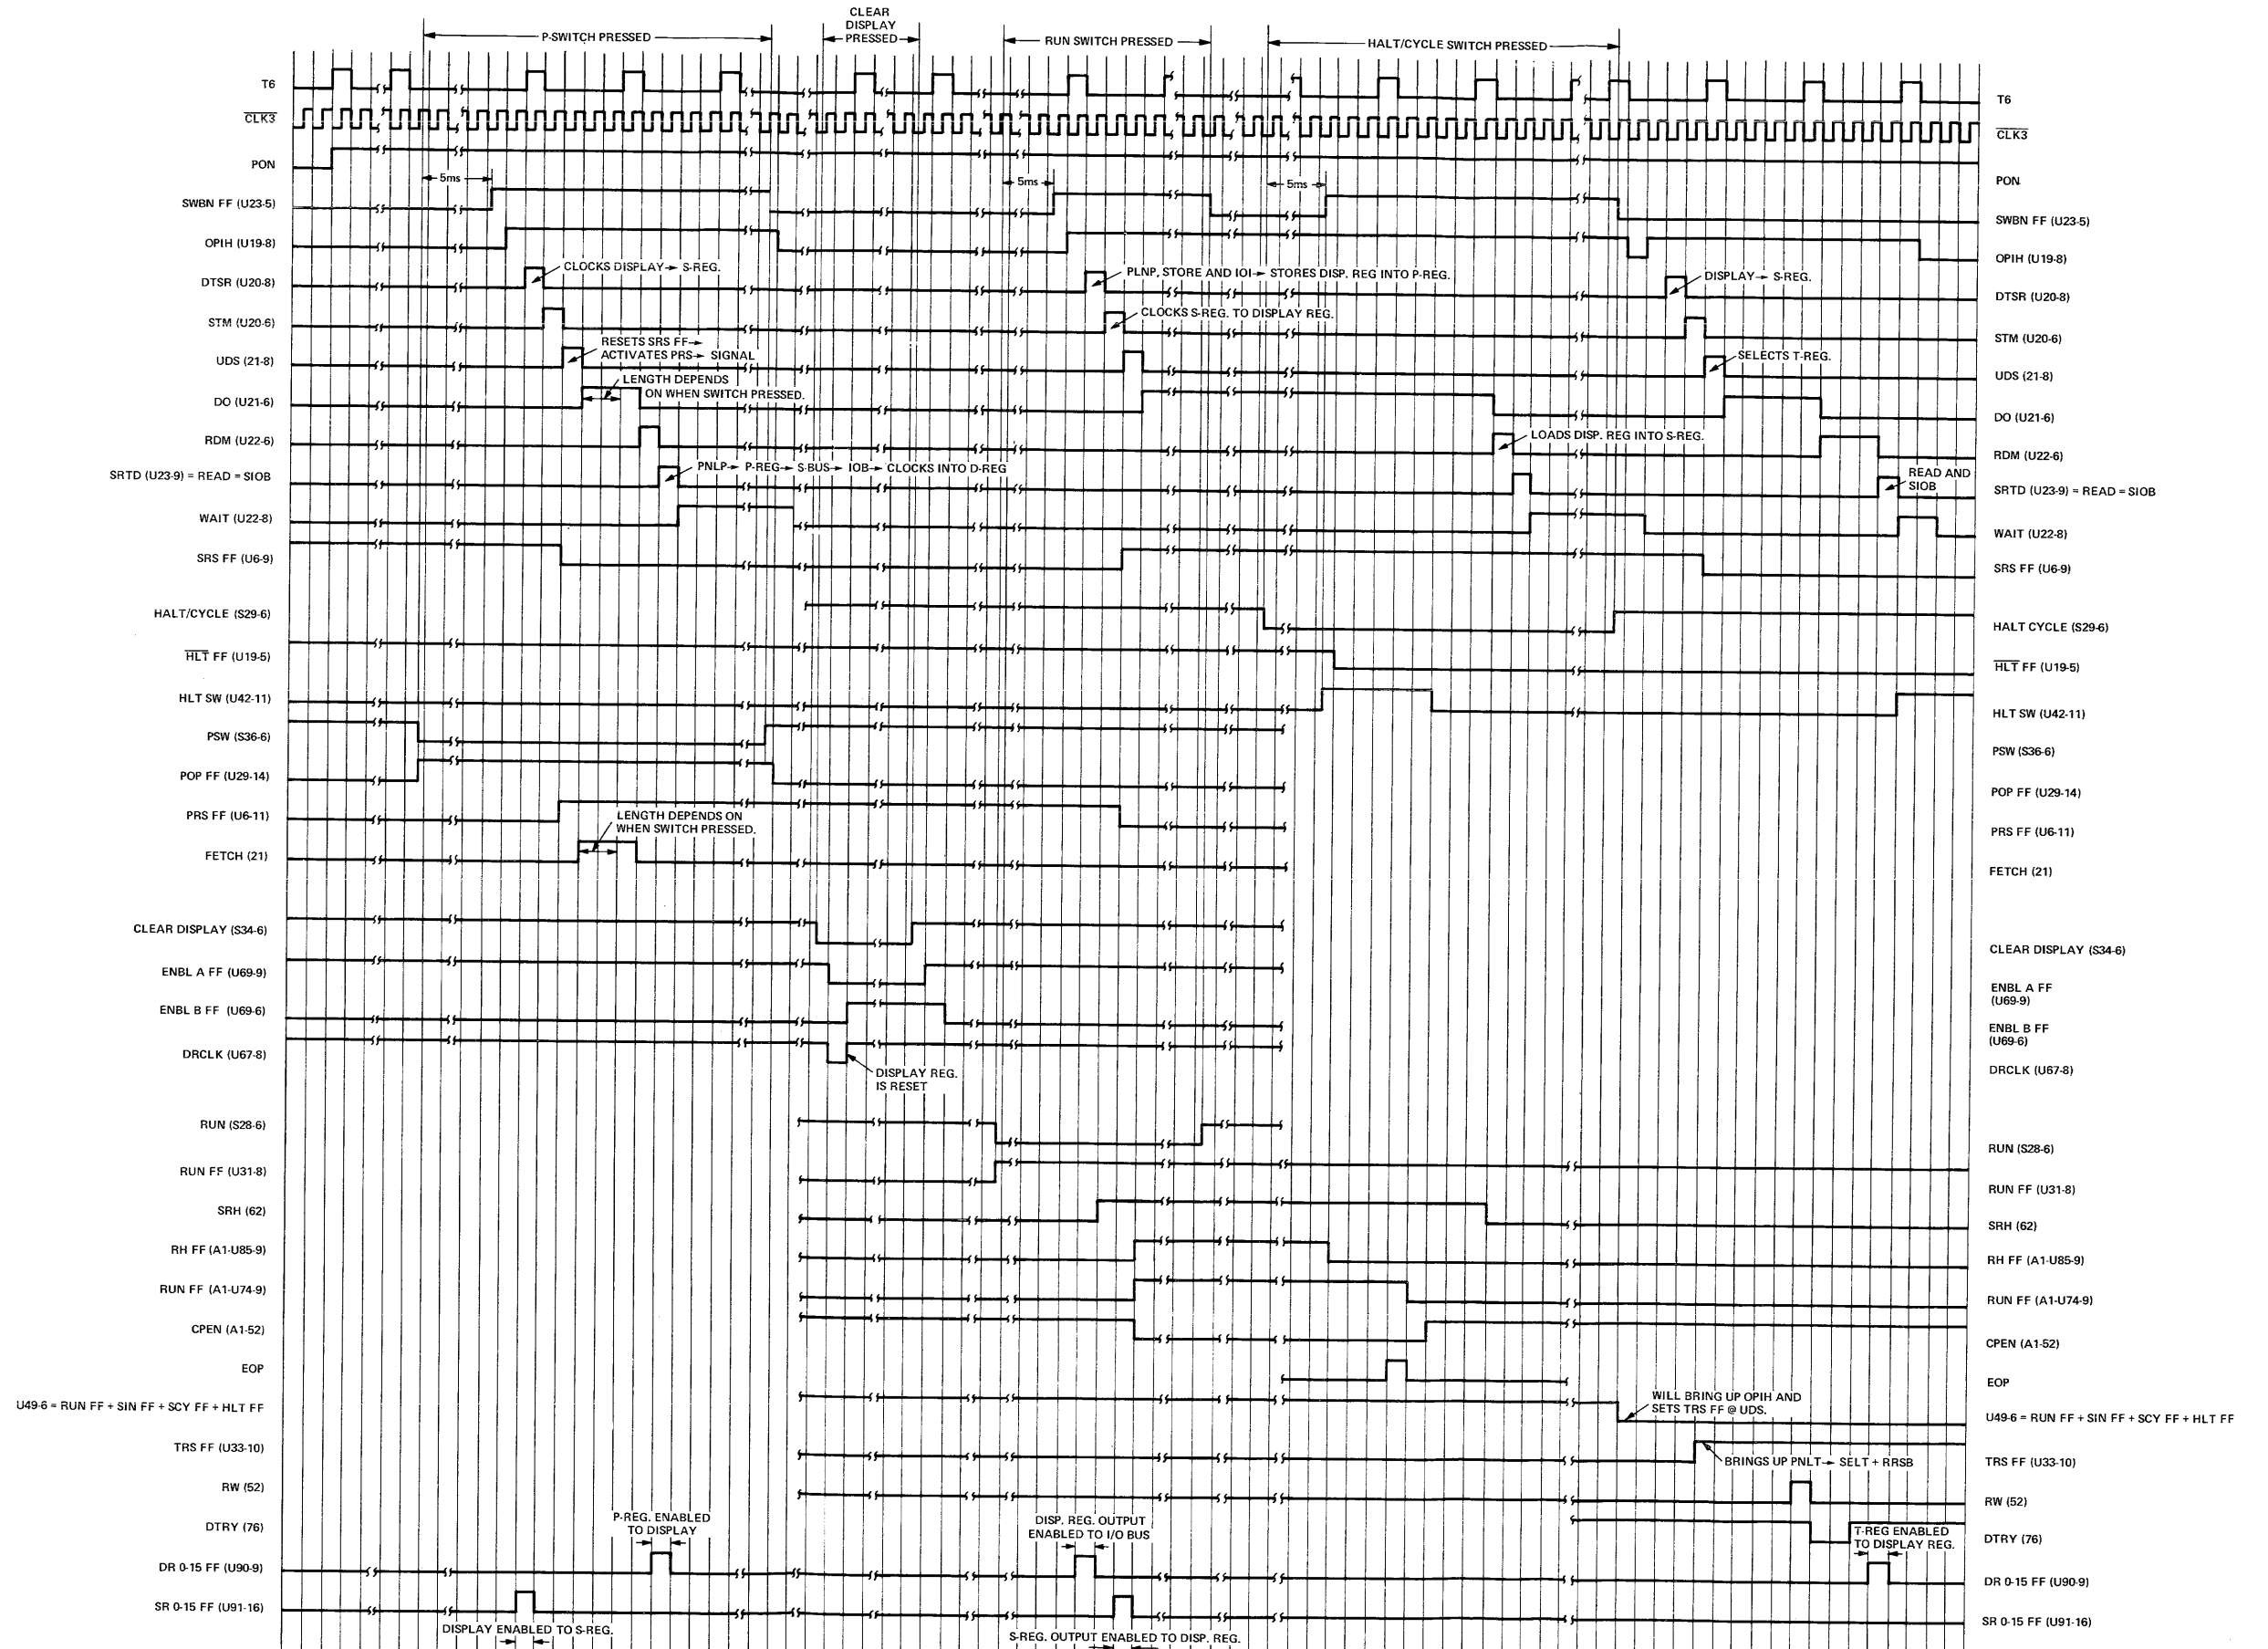 CLEAR
DISPLAY
PRESSED
P-SWITCH PRESSED
RUN SWITCH PRESSED
HALT/CYCLE SWITCH PRESSED
T6
T6
CLK3
CLK3
PON
PON
5ms
5ms
5ms
SWBN FF (U23-5)
SWBN FF (U23-5)
OPIH (U19-8)
OPIH (U19-8)
CLOCKS DISPLAY→ S-REG.
PLNP, STORE AND IOI→ STORES DISP. REG INTO P-REG.
DISPLAY→ S-REG.
DTSR (U20-8)
DTSR (U20-8)
CLOCKS S-REG. TO DISPLAY REG.
STM (U20-6)
STM (U20-6)
RESETS SRS FF→
ACTIVATES PRS→ SIGNAL
SELECTS T-REG.
UDS (21-8)
UDS (21-8)
LENGTH DEPENDS
ON WHEN SWITCH PRESSED.
DO (U21-6)
DO (U21-6)
LOADS DISP. REG INTO S-REG.
RDM (U22-6)
RDM (U22-6)
PNLP→ P-REG→ S-BUS→ IOB→ CLOCKS INTO D-REG
READ AND
SIOB
SRTD (U23-9) = READ = SIOB
SRTD (U23-9) = READ = SIOB
WAIT (U22-8)
WAIT (U22-8)
SRS FF (U6-9)
SRS FF (U6-9)
HALT/CYCLE (S29-6)
HALT CYCLE (S29-6)
HLT FF (U19-5)
HLT FF (U19-5)
HLT SW (U42-11)
HLT SW (U42-11)
PSW (S36-6)
PSW (S36-6)
POP FF (U29-14)
POP FF (U29-14)
PRS FF (U6-11)
PRS FF (U6-11)
LENGTH DEPENDS ON
WHEN SWITCH PRESSED.
FETCH (21)
FETCH (21)
CLEAR DISPLAY (S34-6)
CLEAR DISPLAY (S34-6)
ENBL A FF (U69-9)
ENBL A FF
(U69-9)
ENBL B FF (U69-6)
ENBL B FF
(U69-6)
DRCLK (U67-8)
DRCLK (U67-8)
DISPLAY REG.
IS RESET
RUN (S28-6)
RUN (S28-6)
RUN FF (U31-8)
RUN FF (U31-8)
SRH (62)
SRH (62)
RH FF (A1-U85-9)
RH FF (A1-U85-9)
RUN FF (A1-U74-9)
RUN FF (A1-U74-9)
CPEN (A1-52)
CPEN (A1-52)
EOP
EOP
WILL BRING UP OPIH AND
SETS TRS FF @ UDS.
U49-6 = RUN FF + SIN FF + SCY FF + HLT FF
U49-6 = RUN FF + SIN FF + SCY FF + HLT FF
TRS FF (U33-10)
BRINGS UP PNLT→ SELT + RRSB
TRS FF (U33-10)
RW (52)
RW (52)
P-REG. ENABLED
TO DISPLAY
DISP. REG. OUTPUT
ENABLED TO I/O BUS
T-REG ENABLED
TO DISPLAY REG.
DTRY (76)
DTRY (76)
DR 0-15 FF (U90-9)
DR 0-15 FF (U90-9)
SR 0-15 FF (U91-16)
SR 0-15 FF (U91-16)
DISPLAY ENABLED TO S-REG.
S-REG. OUTPUT ENABLED TO DISP. REG.